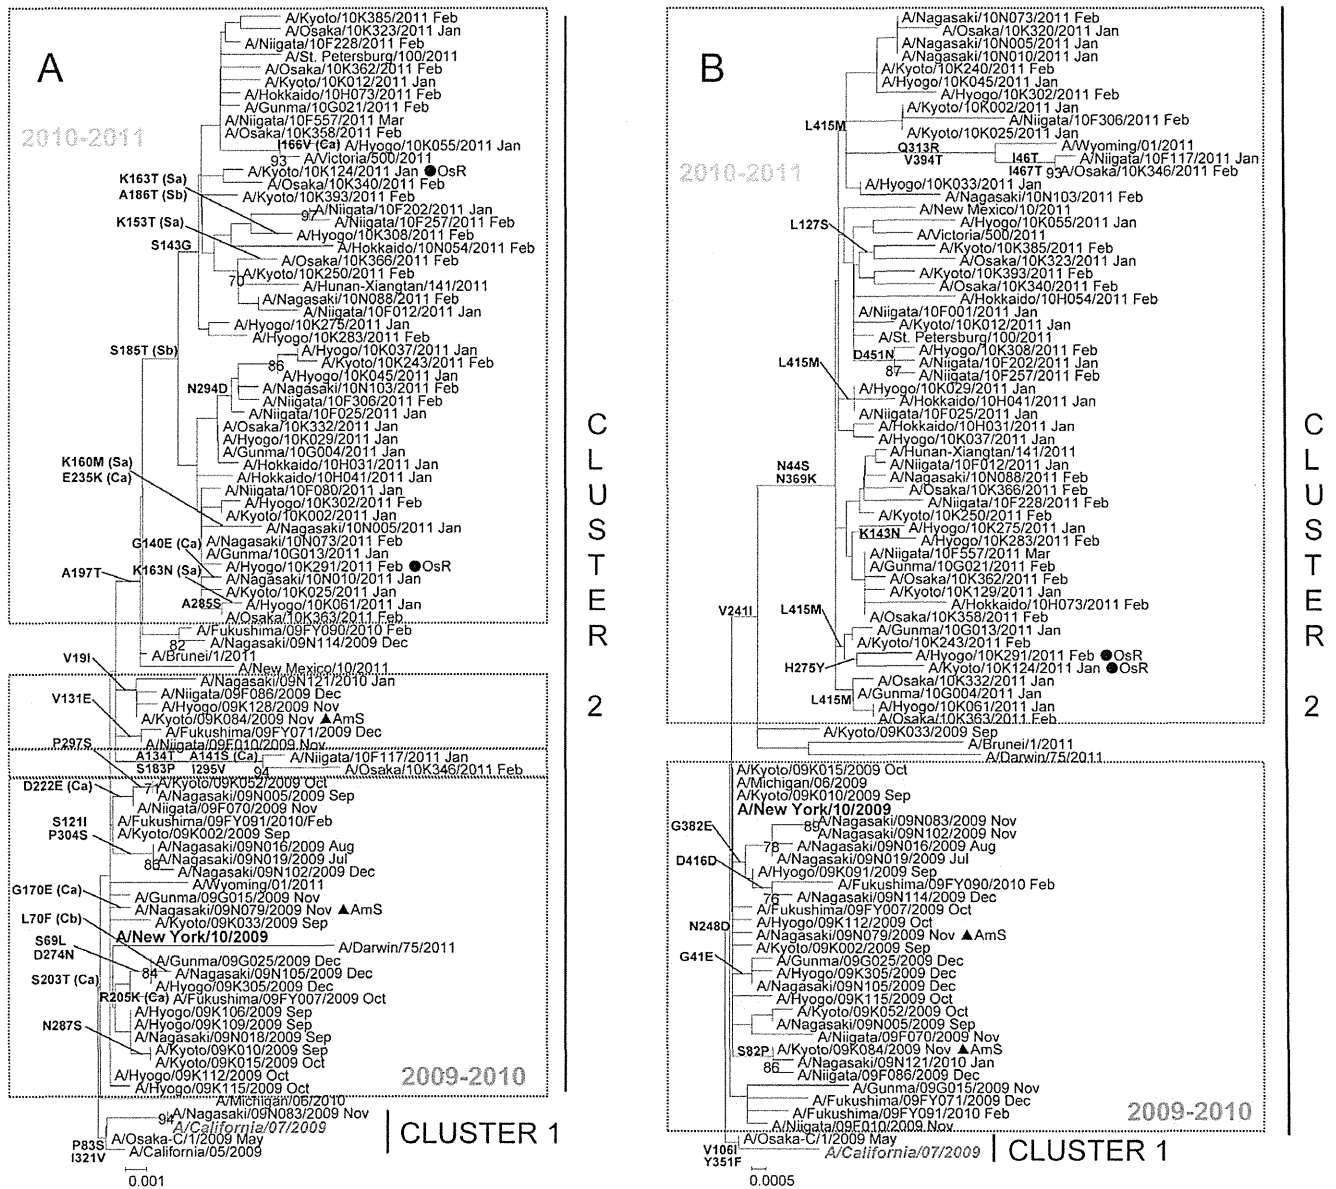 A
2010-2011
A/Kyoto/10K385/2011 Feb
A/Osaka/10K323/2011 Jan
A/Niigata/10F228/2011 Feb
A/St. Petersburg/100/2011
A/Osaka/10K362/2011 Feb
A/Kyoto/10K012/2011 Jan
A/Hokkaido/10H073/2011 Feb
A/Gunma/10G021/2011 Feb
A/Niigata/10F557/2011 Mar
A/Osaka/10K358/2011 Feb
I166V (Ca) A/Hyogo/10K055/2011 Jan
93 A/Victoria/500/2011
A/Kyoto/10K124/2011 Jan ●OsR
K163T (Sa) A/Osaka/10K340/2011 Feb
A186T (Sb) A/Kyoto/10K393/2011 Feb
97 A/Niigata/10F202/2011 Jan
K153T (Sa) A/Niigata/10F257/2011 Feb
A/Hyogo/10K308/2011 Feb
S143G A/Hokkaido/10N054/2011 Feb
A/Osaka/10K366/2011 Feb
A/Kyoto/10K250/2011 Feb
70 A/Hunan-Xiangtan/141/2011
A/Nagasaki/10N088/2011 Feb
A/Niigata/10F012/2011 Jan
A/Hyogo/10K275/2011 Jan
A/Hyogo/10K283/2011 Feb
S185T (Sb) A/Hyogo/10K037/2011 Jan
86 A/Kyoto/10K243/2011 Feb
A/Hyogo/10K045/2011 Jan
N294D A/Nagasaki/10N103/2011 Feb
A/Niigata/10F306/2011 Feb
A/Niigata/10F025/2011 Jan
A/Osaka/10K332/2011 Jan
A/Hyogo/10K029/2011 Jan
A/Gunma/10G004/2011 Jan
K160M (Sa) A/Hokkaido/10H031/2011 Jan
E235K (Ca) A/Hokkaido/10H041/2011 Jan
A/Niigata/10F080/2011 Jan
A/Hyogo/10K302/2011 Feb
A/Kyoto/10K002/2011 Jan
A/Nagasaki/10N005/2011 Jan
G140E (Ca) A/Nagasaki/10N073/2011 Feb
A/Gunma/10G013/2011 Jan
A/Hyogo/10K291/2011 Feb ●OsR
A197T K163N (Sa) A/Nagasaki/10N010/2011 Jan
A/Kyoto/10K025/2011 Jan
A285S A/Hyogo/10K061/2011 Jan
A/Osaka/10K363/2011 Feb
A/Fukushima/09FY090/2010 Feb
82 A/Nagasaki/09N114/2009 Dec
A/Brunei/1/2011
V19I A/New Mexico/10/2011
A/Nagasaki/09N121/2010 Jan
A/Niigata/09F086/2009 Dec
V131E A/Hyogo/09K128/2009 Nov
A/Kyoto/09K084/2009 Nov ▲AmS
A/Fukushima/09FY071/2009 Dec
P297S A/Niigata/09F010/2009 Nov
A134T A141S (Ca) A/Niigata/10F117/2011 Jan
S183P I295V 94 A/Osaka/10K346/2011 Feb
D222E (Ca) 71 A/Kyoto/09K052/2009 Oct
A/Nagasaki/09N005/2009 Sep
A/Niigata/09F070/2009 Nov
S121I A/Fukushima/09FY091/2010/Feb
P304S A/Kyoto/09K002/2009 Sep
A/Nagasaki/09N016/2009 Aug
86 A/Nagasaki/09N019/2009 Jul
A/Nagasaki/09N102/2009 Dec
G170E (Ca) A/Wyoming/01/2011
A/Gunma/09G015/2009 Nov
L70F (Cb) A/Nagasaki/09N079/2009 Nov ▲AmS
A/Kyoto/09K033/2009 Sep
S69L A/New York/10/2009
D274N A/Darwin/75/2011
A/Gunma/09G025/2009 Dec
S203T (Ca) 84 A/Nagasaki/09N105/2009 Dec
A/Hyogo/09K305/2009 Dec
R205K (Ca) A/Fukushima/09FY007/2009 Oct
A/Hyogo/09K106/2009 Sep
N287S A/Hyogo/09K109/2009 Sep
A/Nagasaki/09N018/2009 Sep
A/Kyoto/09K010/2009 Sep
A/Kyoto/09K015/2009 Oct
A/Hyogo/09K112/2009 Oct
A/Hyogo/09K115/2009 Oct
2009-2010
A/Michigan/06/2010
94 A/Nagasaki/09N083/2009 Nov
A/California/07/2009
P83S A/Osaka-C/1/2009 May
I321V A/California/05/2009
CLUSTER 1
0.001
CLUSTER
2
B
2010-2011
A/Nagasaki/10N073/2011 Feb
A/Osaka/10K320/2011 Jan
A/Nagasaki/10N005/2011 Jan
A/Nagasaki/10N010/2011 Jan
A/Kyoto/10K240/2011 Feb
A/Hyogo/10K045/2011 Jan
A/Hyogo/10K302/2011 Feb
A/Kyoto/10K002/2011 Jan
L415M A/Niigata/10F306/2011 Feb
A/Kyoto/10K025/2011 Jan
Q313R A/Wyoming/01/2011
V394T I46T A/Niigata/10F117/2011 Jan
I467T 93 A/Osaka/10K346/2011 Feb
A/Hyogo/10K033/2011 Jan
A/Nagasaki/10N103/2011 Feb
A/New Mexico/10/2011
L127S A/Hyogo/10K055/2011 Jan
A/Victoria/500/2011
A/Kyoto/10K385/2011 Feb
A/Osaka/10K323/2011 Jan
A/Kyoto/10K393/2011 Feb
A/Osaka/10K340/2011 Feb
A/Hokkaido/10H054/2011 Feb
A/Niigata/10F001/2011 Jan
A/Kyoto/10K012/2011 Jan
A/St. Petersburg/100/2011
D451N A/Hyogo/10K308/2011 Feb
L415M A/Niigata/10F202/2011 Jan
87 A/Niigata/10F257/2011 Feb
A/Hyogo/10K029/2011 Jan
A/Hokkaido/10H041/2011 Jan
A/Niigata/10F025/2011 Jan
A/Hokkaido/10H031/2011 Jan
A/Hyogo/10K037/2011 Jan
A/Hunan-Xiangtan/141/2011
N44S A/Niigata/10F012/2011 Jan
N369K A/Nagasaki/10N088/2011 Feb
A/Osaka/10K366/2011 Feb
A/Niigata/10F228/2011 Feb
A/Kyoto/10K250/2011 Feb
A/Hyogo/10K275/2011 Jan
K143N A/Hyogo/10K283/2011 Feb
A/Niigata/10F557/2011 Mar
A/Gunma/10G021/2011 Feb
A/Osaka/10K362/2011 Feb
A/Kyoto/10K129/2011 Jan
V241I L415M A/Hokkaido/10H073/2011 Feb
A/Osaka/10K358/2011 Feb
A/Gunma/10G013/2011 Jan
A/Kyoto/10K243/2011 Feb
A/Hyogo/10K291/2011 Feb ●OsR
H275Y A/Kyoto/10K124/2011 Jan ●OsR
A/Osaka/10K332/2011 Jan
L415M A/Gunma/10G004/2011 Jan
A/Hyogo/10K061/2011 Jan
A/Osaka/10K363/2011 Feb
A/Kyoto/09K033/2009 Sep
A/Brunei/1/2011
A/Darwin/75/2011
A/Kyoto/09K015/2009 Oct
A/Michigan/06/2009
A/Kyoto/09K010/2009 Sep
A/New York/10/2009
G382E 89 A/Nagasaki/09N083/2009 Nov
A/Nagasaki/09N102/2009 Nov
78 A/Nagasaki/09N016/2009 Aug
D416D A/Nagasaki/09N019/2009 Jul
A/Hyogo/09K091/2009 Sep
A/Fukushima/09FY090/2010 Feb
76 A/Nagasaki/09N114/2009 Dec
A/Fukushima/09FY007/2009 Oct
N248D A/Hyogo/09K112/2009 Oct
A/Nagasaki/09N079/2009 Nov ▲AmS
A/Kyoto/09K002/2009 Sep
G41E A/Gunma/09G025/2009 Dec
A/Hyogo/09K305/2009 Dec
A/Nagasaki/09N105/2009 Dec
A/Hyogo/09K115/2009 Oct
A/Kyoto/09K052/2009 Oct
A/Nagasaki/09N005/2009 Sep
A/Niigata/09F070/2009 Nov
S82P A/Kyoto/09K084/2009 Nov ▲AmS
86 A/Nagasaki/09N121/2010 Jan
A/Niigata/09F086/2009 Dec
A/Gunma/09G015/2009 Nov
A/Fukushima/09FY071/2009 Dec
A/Fukushima/09FY091/2010 Feb
A/Niigata/09F010/2009 Nov
2009-2010
V106I A/Osaka-C/1/2009 May
Y351F A/California/07/2009
CLUSTER 1
0.0005
CLUSTER
2